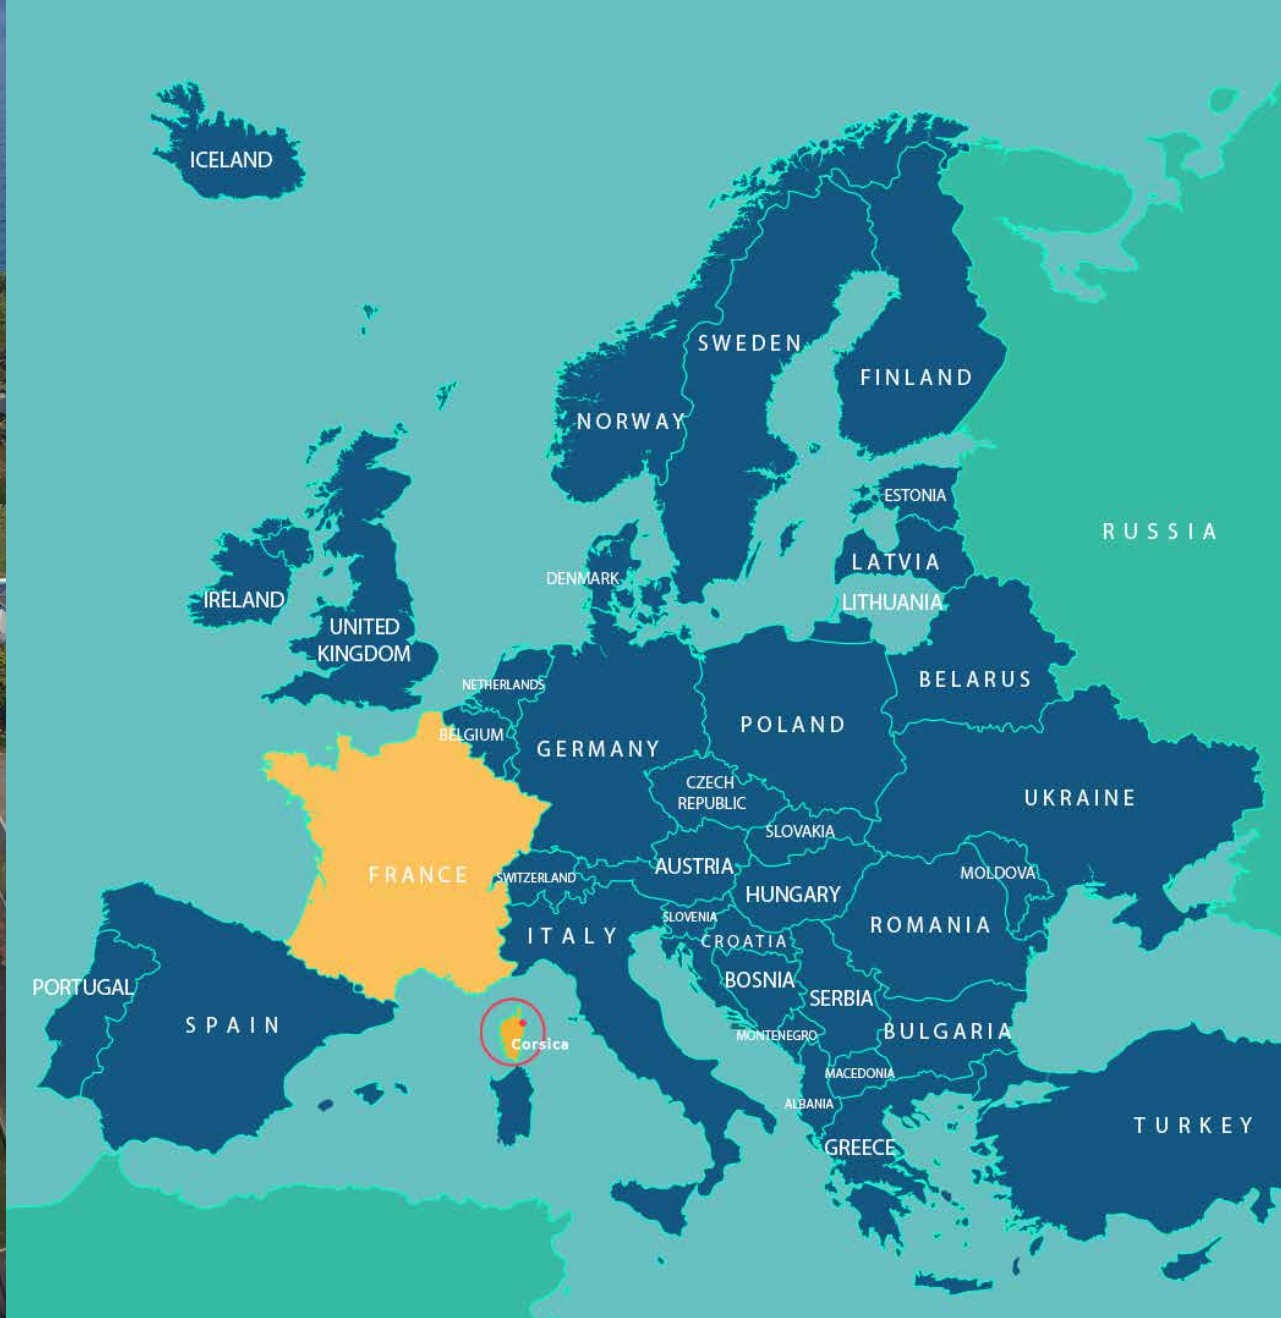 ICELAND
SWEDEN
FINLAND
NORWAY
ESTONIA
RUSSIA
LATVIA
DENMARK
IRELAND
LITHUANIA
UNITED
KINGDOM
BELARUS
NETHERLANDS
POLAND
BELGIUM
GERMANY
CZECH
REPUBLIC
UKRAINE
SLOVAKIA
FRANCE
SWITZERLAND
AUSTRIA
MOLDOVA
HUNGARY
SLOVENIA
ROMANIA
ITALY
CROATIA
BOSNIA
PORTUGAL
SERBIA
SPAIN
MONTENEGRO
BULGARIA
Corsica
MACEDONIA
ALBANIA
TURKEY
GREECE